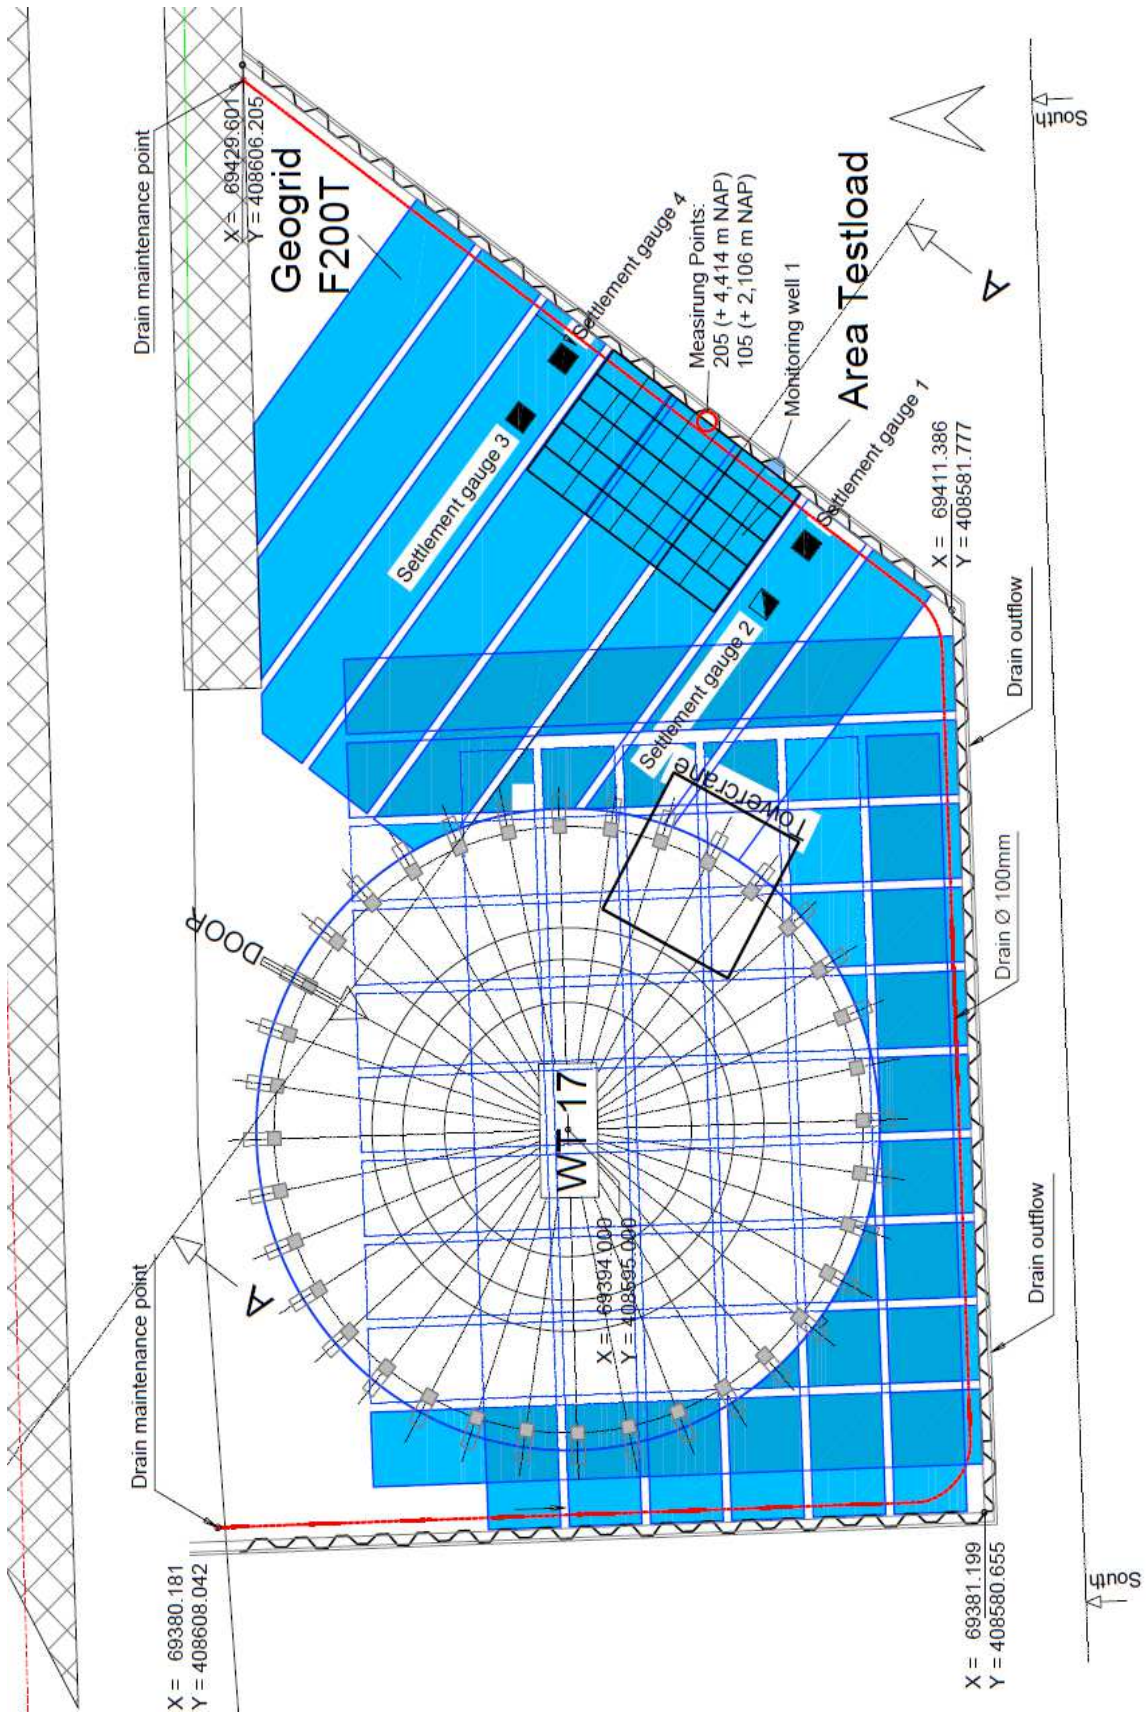 Drain maintenance point
X = 69429.601
Y = 408606.205
Geogrid
F200T
South
Settlement gauge 4
Measirung Points:
205 (+ 4,414 m NAP)
105 (+ 2,106 m NAP)
Monitoring well 1
Area Testload
A
Settlement gauge 3
Settlement gauge 1
X = 69411.386
Y = 408581.777
Settlement gauge 2
Towercrane
Drain outflow
DOOR
Drain Ø 100mm
WT 17
X = 69394.000
Y = 408595.000
A
Drain maintenance point
Drain outflow
X = 69380.181
Y = 408608.042
X = 69381.199
Y = 408580.655
South